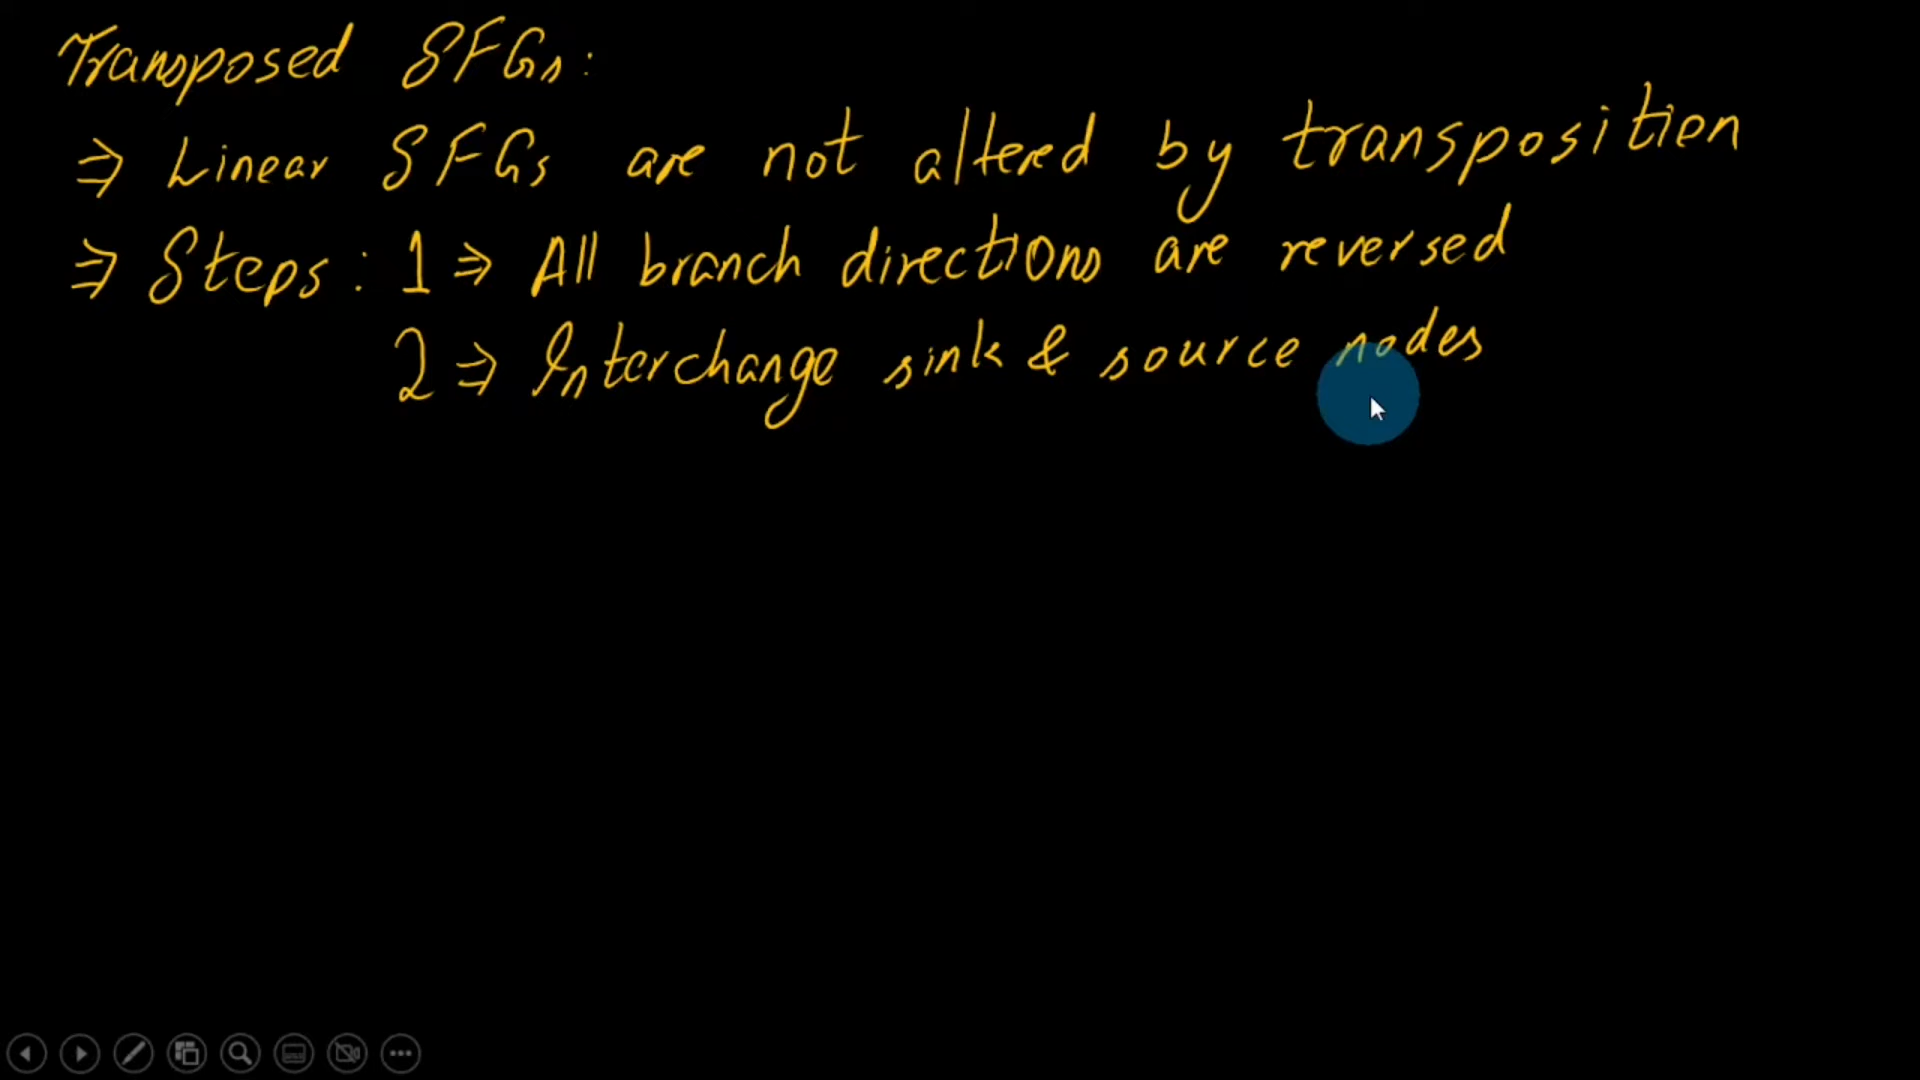 Transposed SFGs:
⇒ Linear SFGs are not altered by transposition
⇒ Steps: 1 ⇒ All branch directions are reversed
2 ⇒ Interchange sink & source nodes